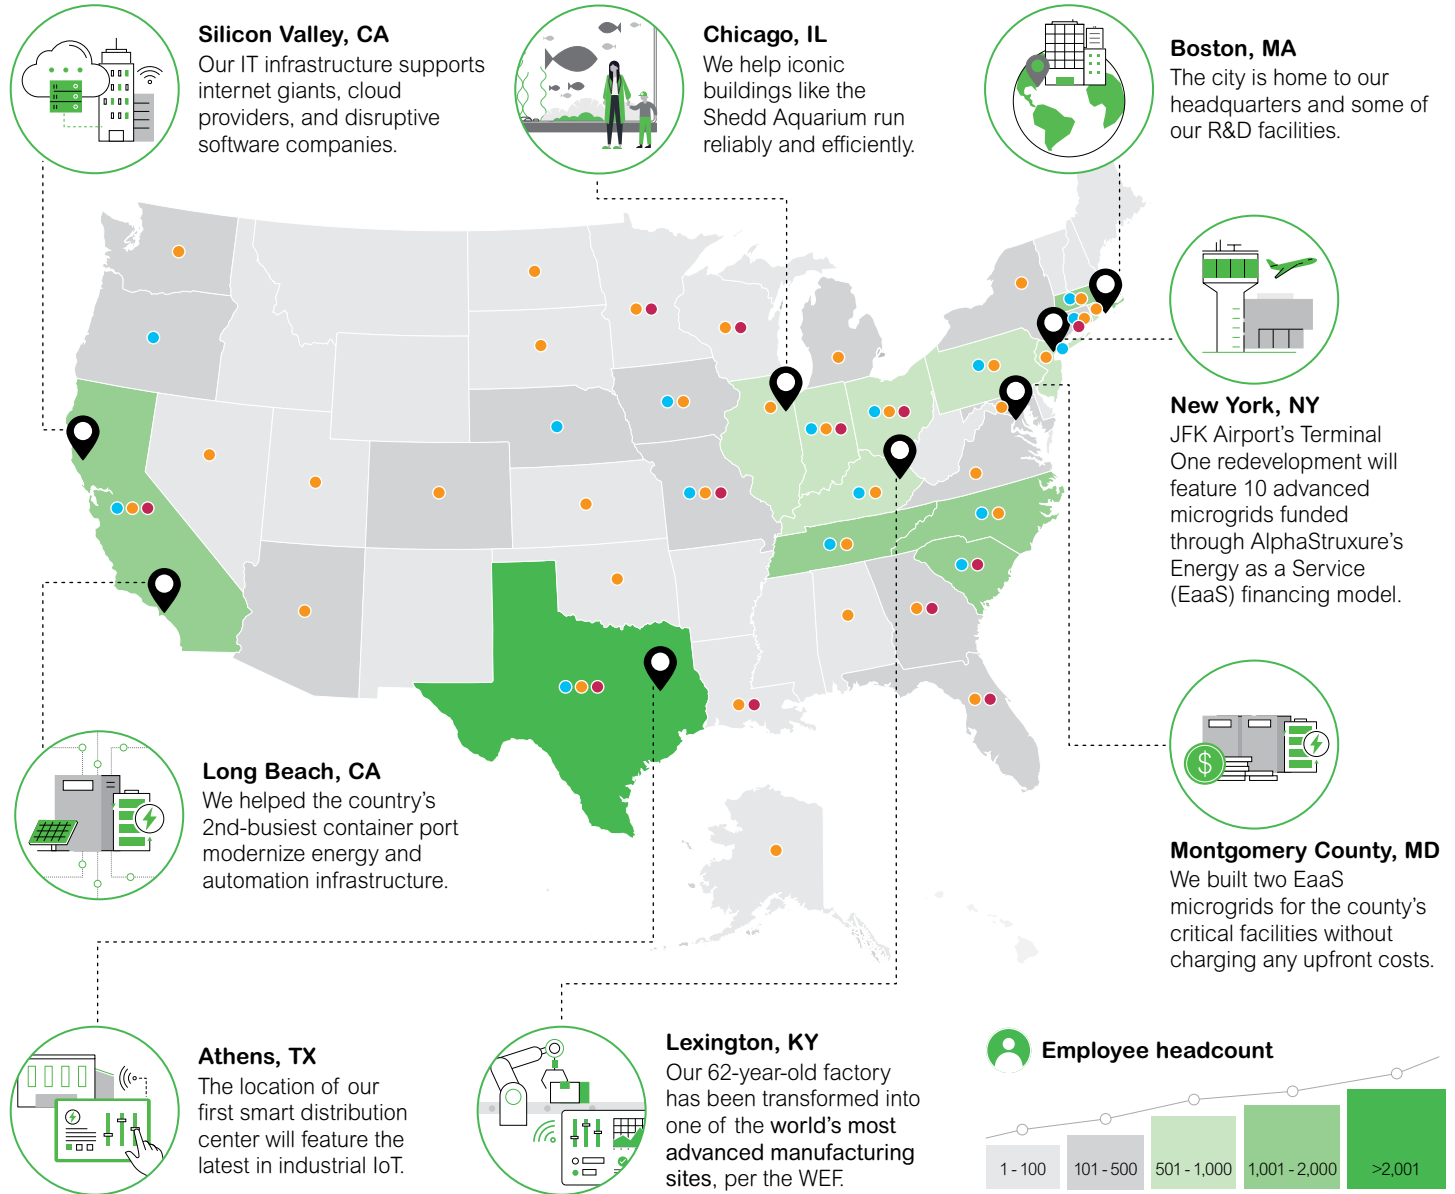 Silicon Valley, CA
Our IT infrastructure supports
internet giants, cloud
providers, and disruptive
software companies.
Chicago, IL
We help iconic
buildings like the
Shedd Aquarium run
reliably and efficiently.
Boston, MA
The city is home to our
headquarters and some of
our R&D facilities.
New York, NY
JFK Airport’s Terminal
One redevelopment will
feature 10 advanced
microgrids funded
through AlphaStruxure’s
Energy as a Service
(EaaS) financing model.
Long Beach, CA
We helped the country’s
2nd-busiest container port
modernize energy and
automation infrastructure.
$
Montgomery County, MD
We built two EaaS
microgrids for the county’s
critical facilities without
charging any upfront costs.
Athens, TX
The location of our
first smart distribution
center will feature the
latest in industrial IoT.
Lexington, KY
Our 62-year-old factory
has been transformed into
one of the world’s most
advanced manufacturing
sites, per the WEF.
Employee headcount
1 - 100
101 - 500
501 - 1,000
1,001 - 2,000
>2,001